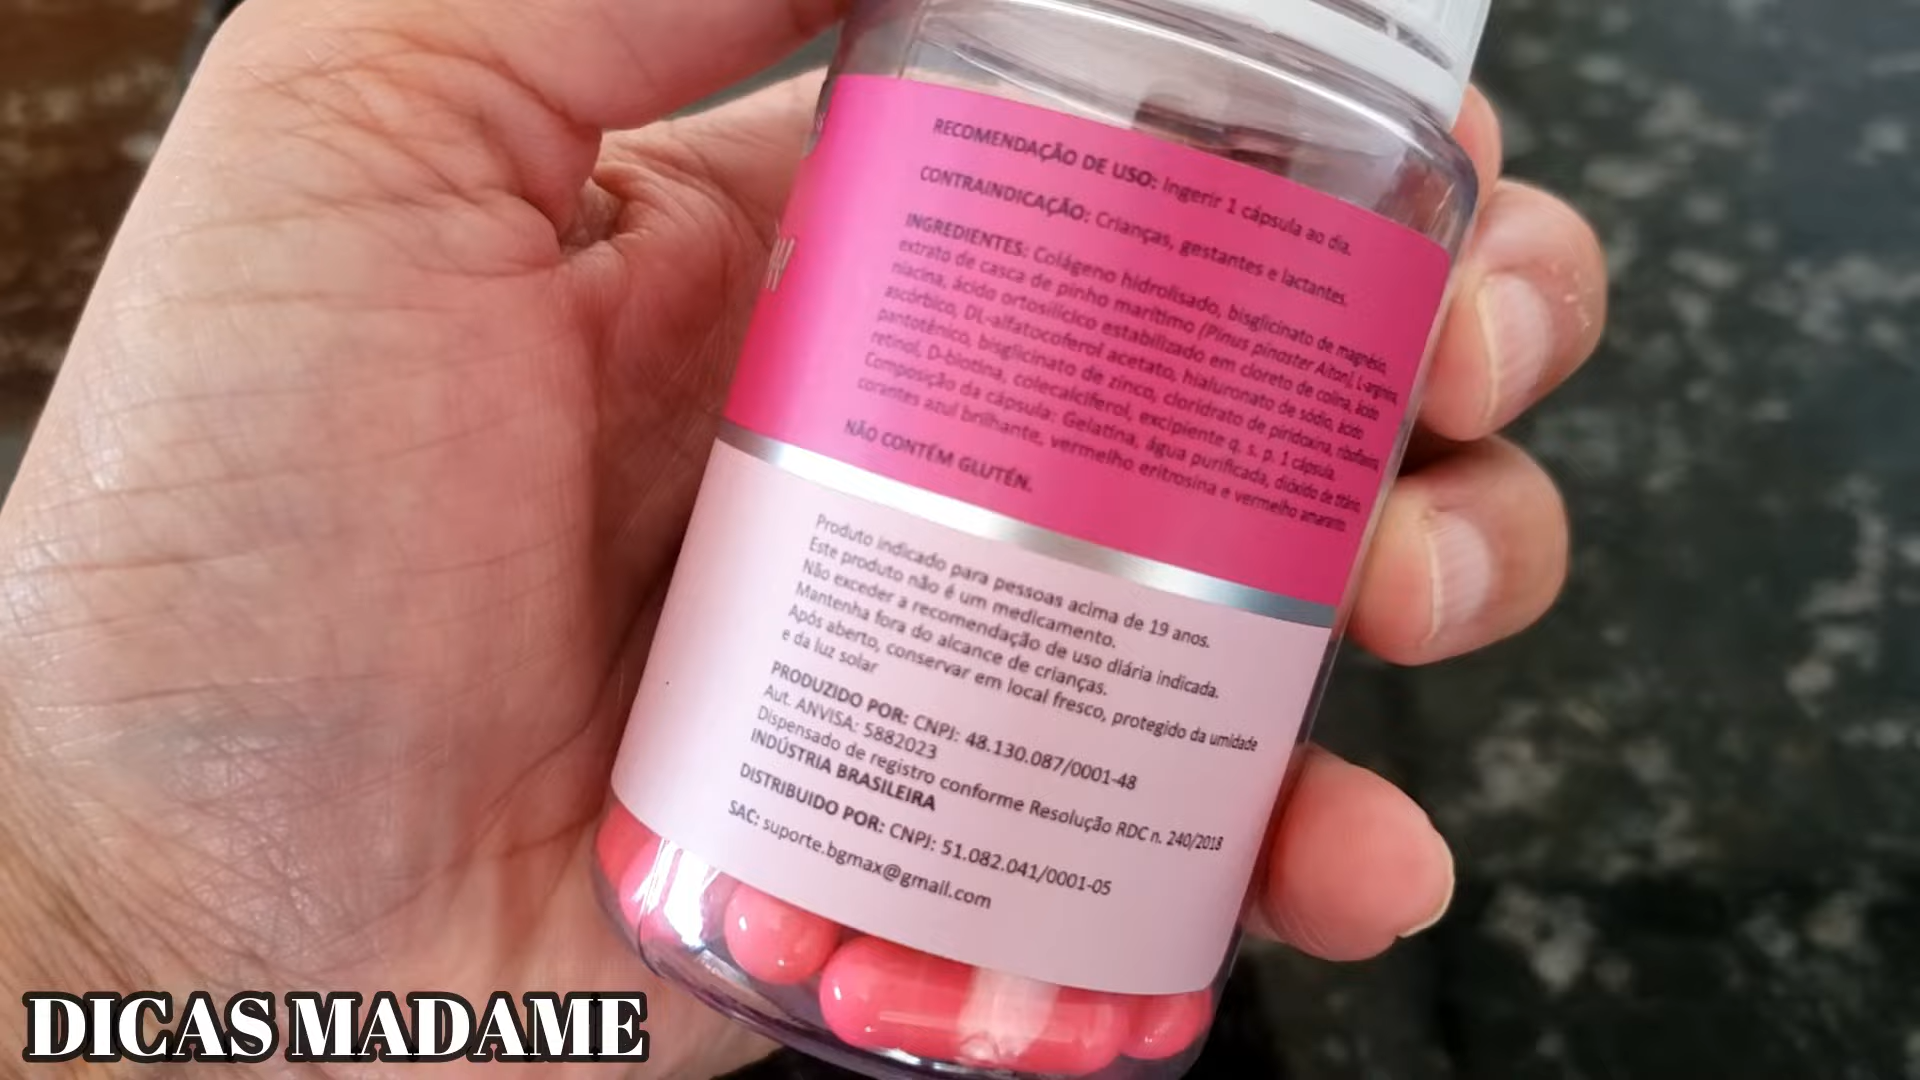 RECOMENDAÇÃO DE USO: Ingerir 1 cápsula ao dia.
CONTRAINDICAÇÃO: Crianças, gestantes e lactantes.
INGREDIENTES: Colágeno hidrolisado, bisglicinato de magnésio,
extrato de casca de pinho marítimo (Pinus pinaster Aiton), L-arginina,
niacina, ácido ortosilícico estabilizado em cloreto de colina, ácido
ascórbico, DL-alfatocoferol acetato, hialuronato de sódio, ácido
pantotênico, bisglicinato de zinco, cloridrato de piridoxina, riboflavina,
retinol, D-biotina, colecalciferol, excipiente q. s. p. 1 cápsula.
Composição da cápsula: Gelatina, água purificada, dióxido de titânio,
corantes azul brilhante, vermelho eritrosina e vermelho amaranto.
NÃO CONTÉM GLUTÉN.
Produto indicado para pessoas acima de 19 anos.
Este produto não é um medicamento.
Não exceder a recomendação de uso diária indicada.
Mantenha fora do alcance de crianças.
Após aberto, conservar em local fresco, protegido da umidade
e da luz solar
PRODUZIDO POR: CNPJ: 48.130.087/0001-48
Aut. ANVISA: 5882023
Dispensado de registro conforme Resolução RDC n. 240/2018
INDÚSTRIA BRASILEIRA
DISTRIBUIDO POR: CNPJ: 51.082.041/0001-05
SAC: suporte.bgmax@gmail.com
DICAS MADAME